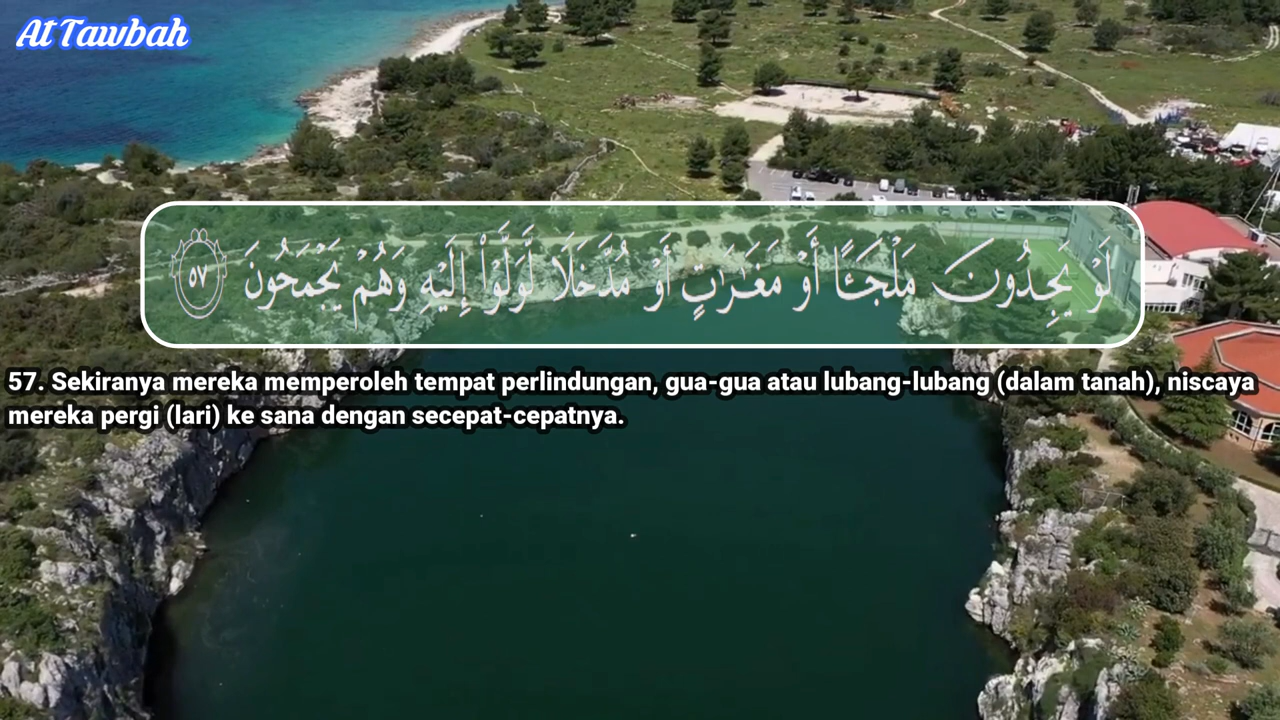 At Tawbah
لَوْ يَجِدُونَ مَلْجَـًٔا أَوْ مَغَـٰرَٰتٍ أَوْ مُدَّخَلًا لَّوَلَّوْا۟ إِلَيْهِ وَهُمْ يَجْمَحُونَ ٥٧
57. Sekiranya mereka memperoleh tempat perlindungan, gua-gua atau lubang-lubang (dalam tanah), niscaya
mereka pergi (lari) ke sana dengan secepat-cepatnya.